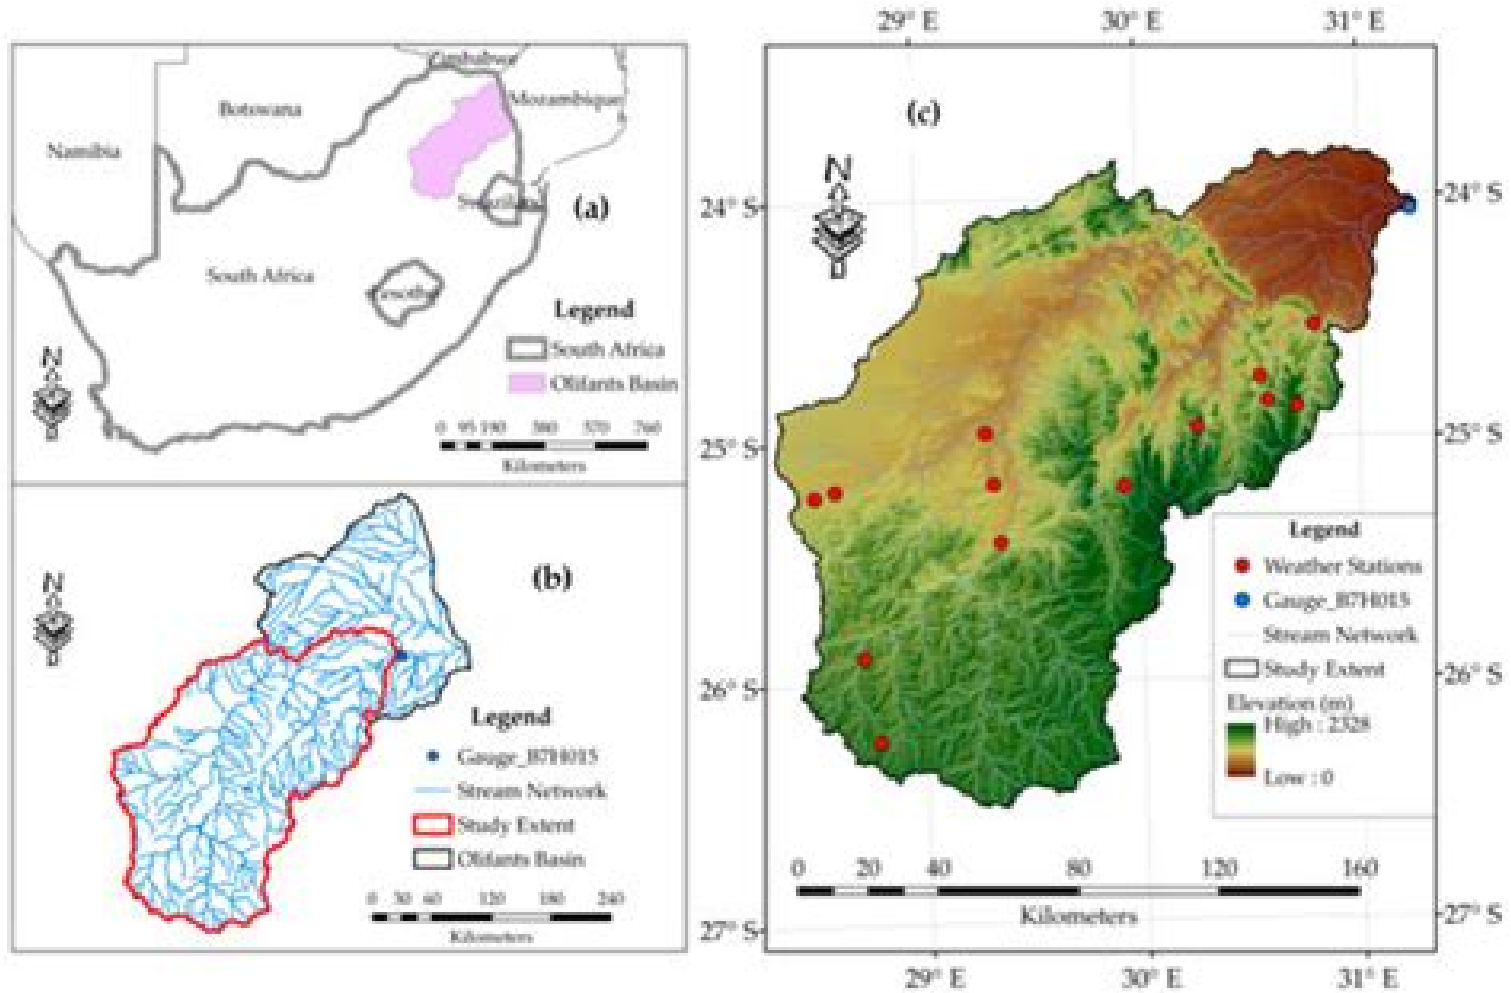 Zimbabwe
Botswana
Mozambique
Namibia
Swaziland
(a)
South Africa
Lesotho
Legend
South Africa
Olifants Basin
N
0 95 190 380 570 760
Kilometers
(b)
N
Legend
Gauge_B7H015
Stream Network
Study Extent
Olifants Basin
0 30 60 120 180 240
Kilometers
29° E 30° E 31° E
(c)
N
24° S 24° S
25° S 25° S
26° S 26° S
27° S 27° S
Legend
Weather Stations
Gauge_B7H015
Stream Network
Study Extent
Elevation (m)
High : 2328
Low : 0
0 20 40 80 120 160
Kilometers
29° E 30° E 31° E